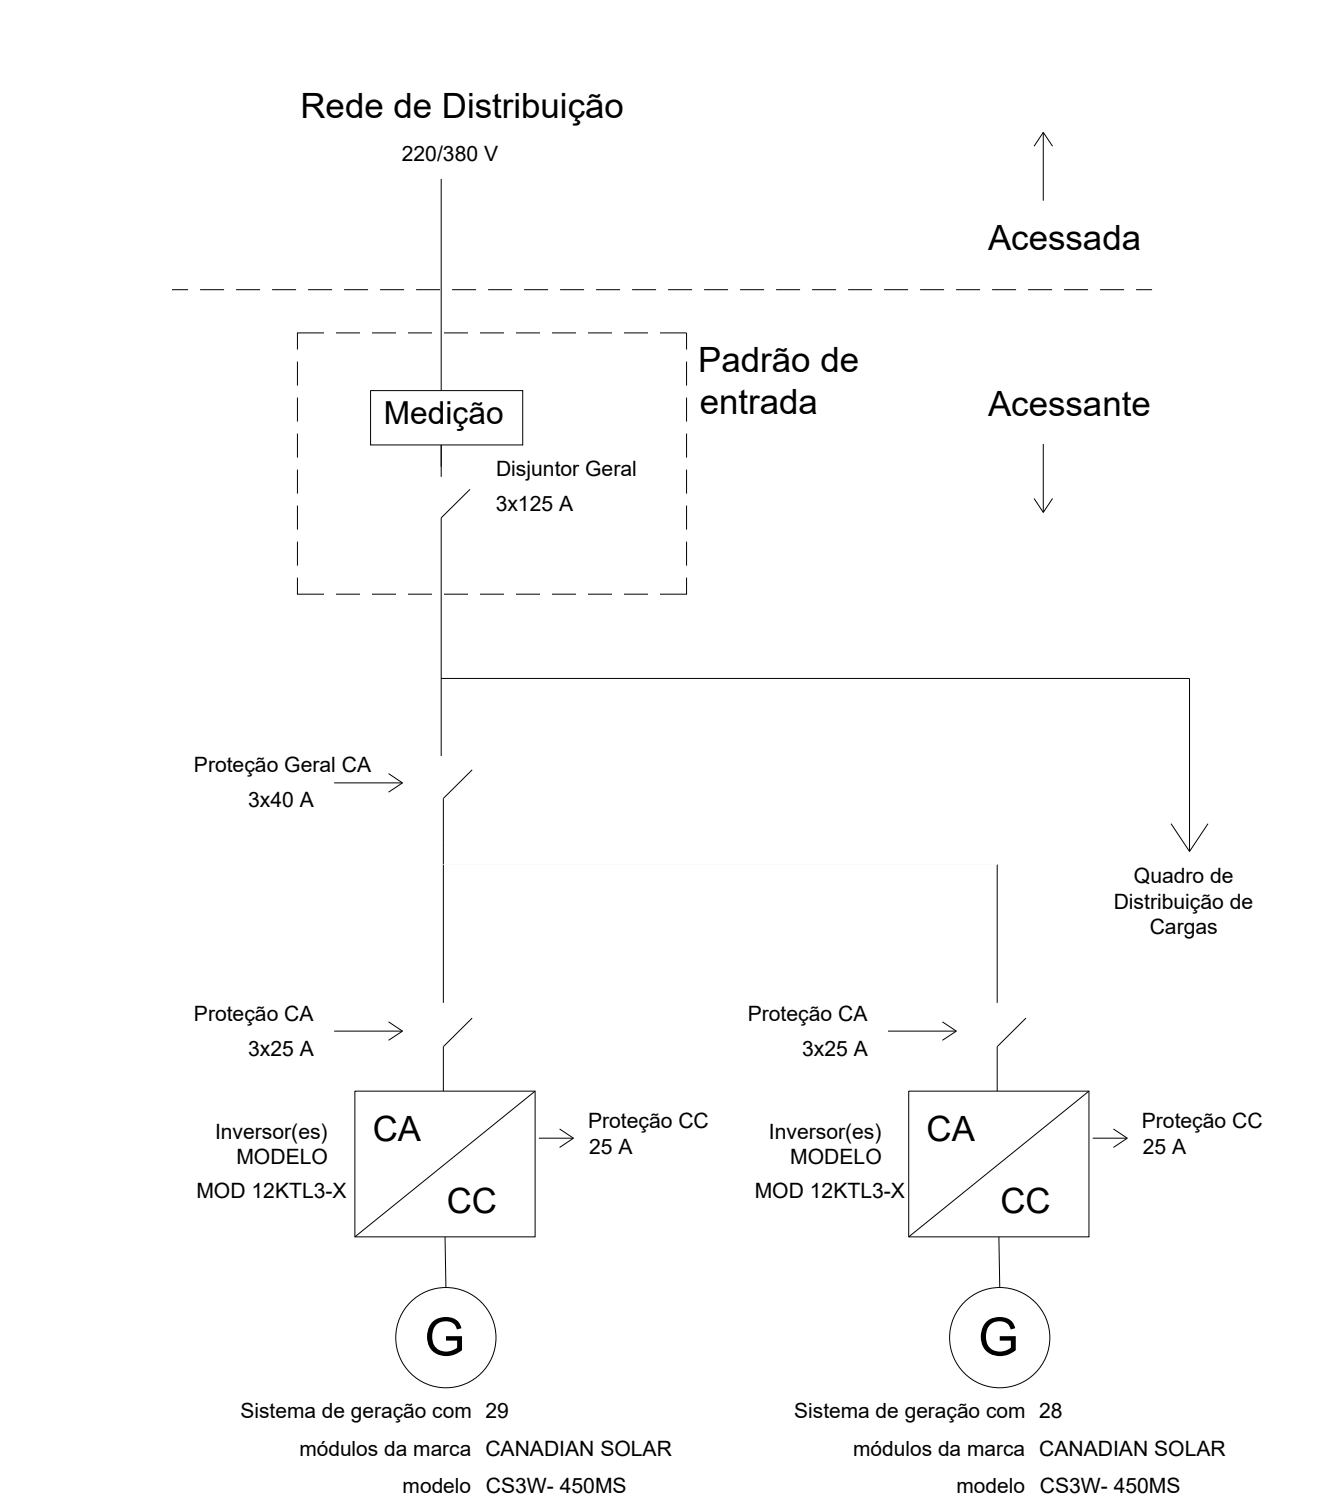 Rede de Distribuição
220/380 V
Acessada
Padrão de
entrada
Acessante
Medição
Disjuntor Geral
3x125 A
Proteção Geral CA
3x40 A
Quadro de
Distribuição de
Cargas
Proteção CA
3x25 A
Proteção CA
3x25 A
CA
CC
Inversor(es)
MODELO
MOD 12KTL3-X
Proteção CC
25 A
CA
CC
Inversor(es)
MODELO
MOD 12KTL3-X
Proteção CC
25 A
G
G
Sistema de geração com 29
módulos da marca CANADIAN SOLAR
modelo CS3W- 450MS
Sistema de geração com 28
módulos da marca CANADIAN SOLAR
modelo CS3W- 450MS